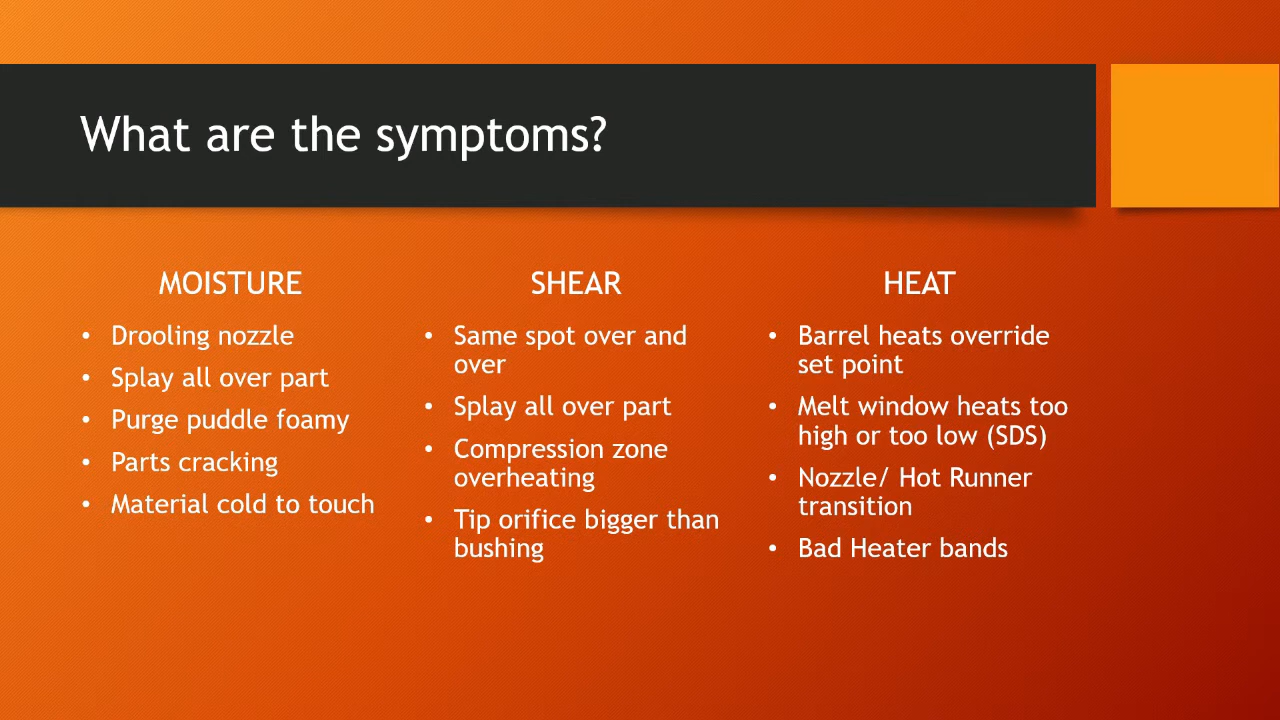 What are the symptoms?
MOISTURE
• Drooling nozzle
• Splay all over part
• Purge puddle foamy
• Parts cracking
• Material cold to touch
SHEAR
• Same spot over and
over
• Splay all over part
• Compression zone
overheating
• Tip orifice bigger than
bushing
HEAT
• Barrel heats override
set point
• Melt window heats too
high or too low (SDS)
• Nozzle/ Hot Runner
transition
• Bad Heater bands